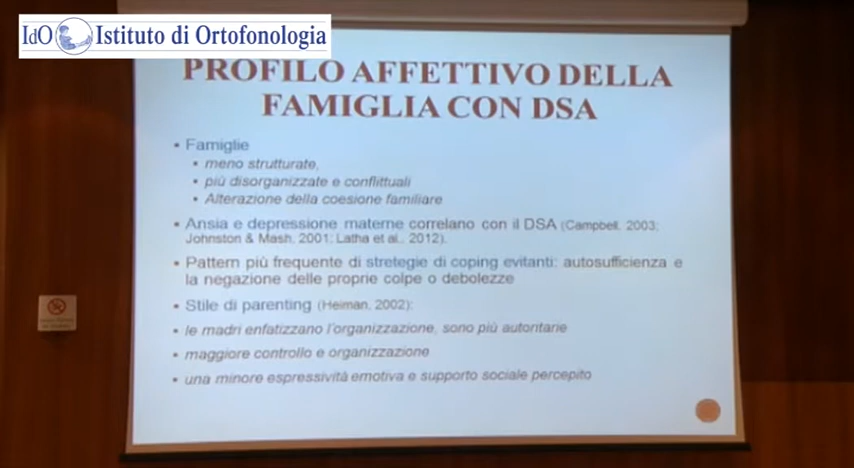 IdO Istituto di Ortofonologia
PROFILO AFFETTIVO DELLA
FAMIGLIA CON DSA
▪ Famiglie
▪ meno strutturate,
▪ più disorganizzate e conflittuali
▪ Alterazione della coesione familiare
▪ Ansia e depressione materne correlano con il DSA (Campbell, 2003;
Johnston & Mash, 2001; Latha et al., 2012).
▪ Pattern più frequente di stretegie di coping evitanti: autosufficienza e
la negazione delle proprie colpe o debolezze
▪ Stile di parenting (Heiman, 2002):
▪ le madri enfatizzano l'organizzazione, sono più autoritarie
▪ maggiore controllo e organizzazione
▪ una minore espressività emotiva e supporto sociale percepito